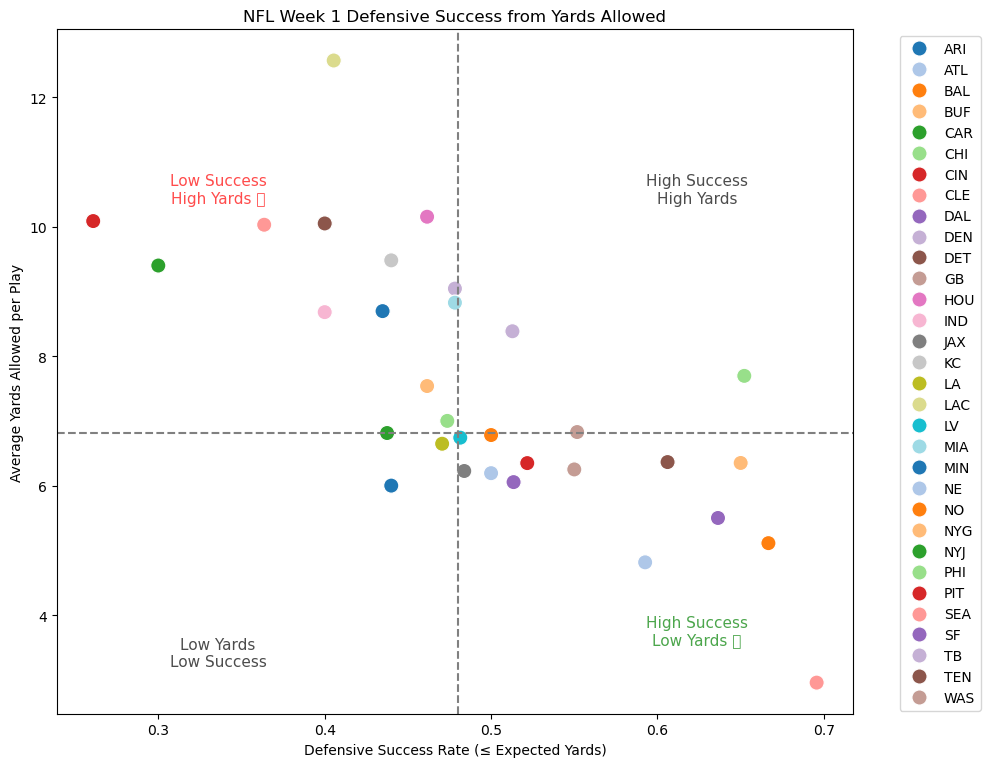 NFL Week 1 Defensive Success from Yards Allowed
12
10
8
6
4
Average Yards Allowed per Play
Low Success
High Yards
High Success
High Yards
Low Yards
Low Success
High Success
Low Yards
0.3
0.4
0.5
0.6
0.7
Defensive Success Rate (≤ Expected Yards)
ARI
ATL
BAL
BUF
CAR
CHI
CIN
CLE
DAL
DEN
DET
GB
HOU
IND
JAX
KC
LA
LAC
LV
MIA
MIN
NE
NO
NYG
NYJ
PHI
PIT
SEA
SF
TB
TEN
WAS